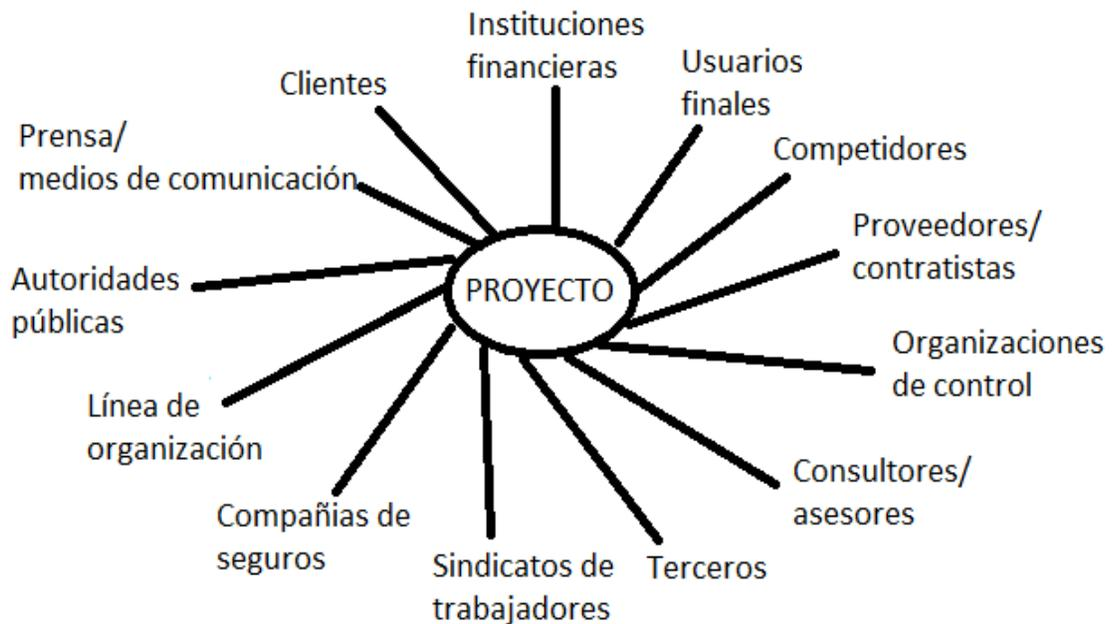 Instituciones
financieras
Usuarios
finales
Clientes
Competidores
Prensa/
medios de comunicación
Proveedores/
contratistas
Autoridades
públicas
PROYECTO
Organizaciones
de control
Línea de
organización
Consultores/
asesores
Compañias de
seguros
Sindicatos de
trabajadores
Terceros